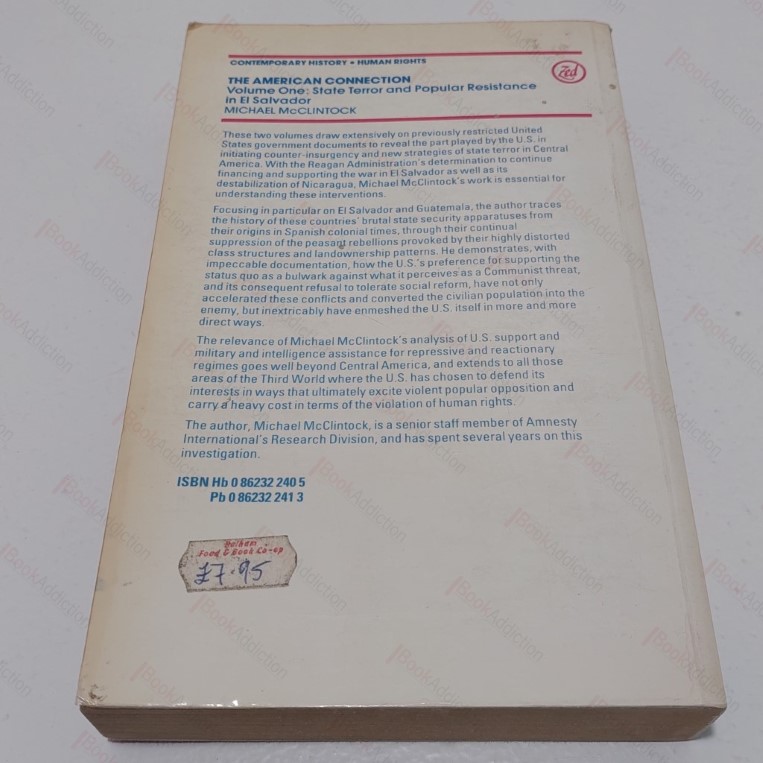 CONTEMPORARY HISTORY • HUMAN RIGHTS
Zed
THE AMERICAN CONNECTION
Volume One: State Terror and Popular Resistance
in El Salvador
MICHAEL McCLINTOCK
These two volumes draw extensively on previously restricted United
States government documents to reveal the part played by the U.S. in
initiating counter-insurgency and new strategies of state terror in Central
America. With the Reagan Administration's determination to continue
financing and supporting the war in El Salvador as well as its
destabilization of Nicaragua, Michael McClintock's work is essential for
understanding these interventions.
Focusing in particular on El Salvador and Guatemala, the author traces
the history of these countries' brutal state security apparatuses from
their origins in Spanish colonial times, through their continual
suppression of the peasant rebellions provoked by their highly distorted
class structures and landownership patterns. He demonstrates, with
impeccable documentation, how the U.S.'s preference for supporting the
status quo as a bulwark against what it perceives as a Communist threat,
and its consequent refusal to tolerate social reform, have not only
accelerated these conflicts and converted the civilian population into the
enemy, but inextricably have enmeshed the U.S. itself in more and more
direct ways.
The relevance of Michael McClintock's analysis of U.S. support and
military and intelligence assistance for repressive and reactionary
regimes goes well beyond Central America, and extends to all those
areas of the Third World where the U.S. has chosen to defend its
interests in ways that ultimately excite violent popular opposition and
carry a heavy cost in terms of the violation of human rights.
The author, Michael McClintock, is a senior staff member of Amnesty
International's Research Division, and has spent several years on this
investigation.
ISBN Hb 0 86232 240 5
Pb 0 86232 241 3
Balham
Food & Book Co-op
£7.95
BookAddiction